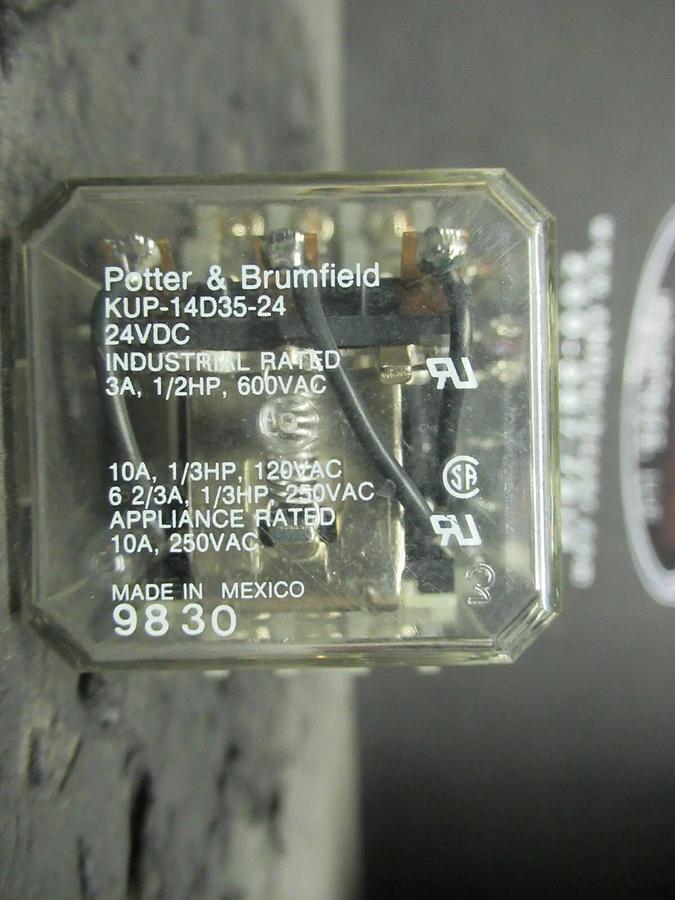 Potter & Brumfield
KUP-14D35-24
24VDC
INDUSTRIAL RATED
3A, 1/2HP, 600VAC
10A, 1/3HP, 120VAC
6 2/3A, 1/3HP, 250VAC
APPLIANCE RATED
10A, 250VAC
MADE IN MEXICO
9830